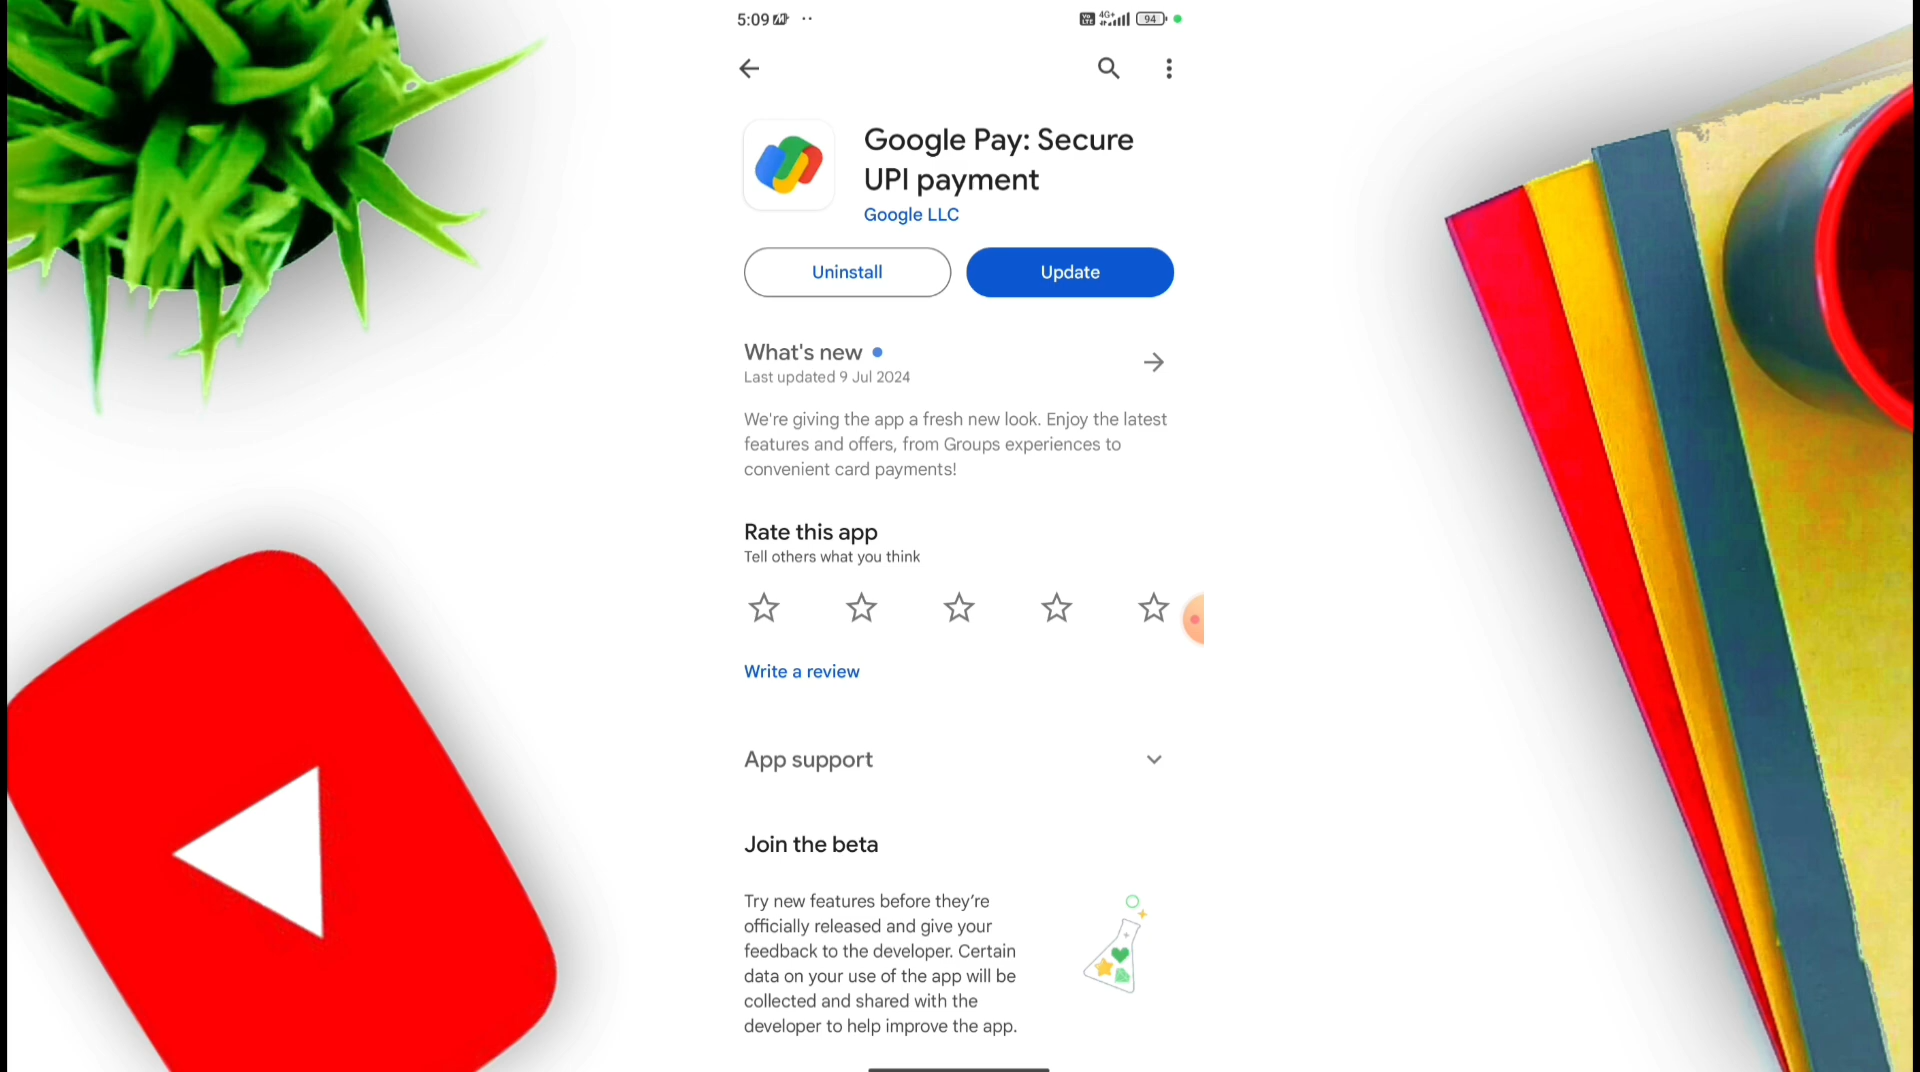 5:09
4G+
94
Google Pay: Secure
UPI payment
Google LLC
Uninstall
Update
What's new
Last updated 9 Jul 2024
We're giving the app a fresh new look. Enjoy the latest
features and offers, from Groups experiences to
convenient card payments!
Rate this app
Tell others what you think
Write a review
App support
Join the beta
Try new features before they’re
officially released and give your
feedback to the developer. Certain
data on your use of the app will be
collected and shared with the
developer to help improve the app.